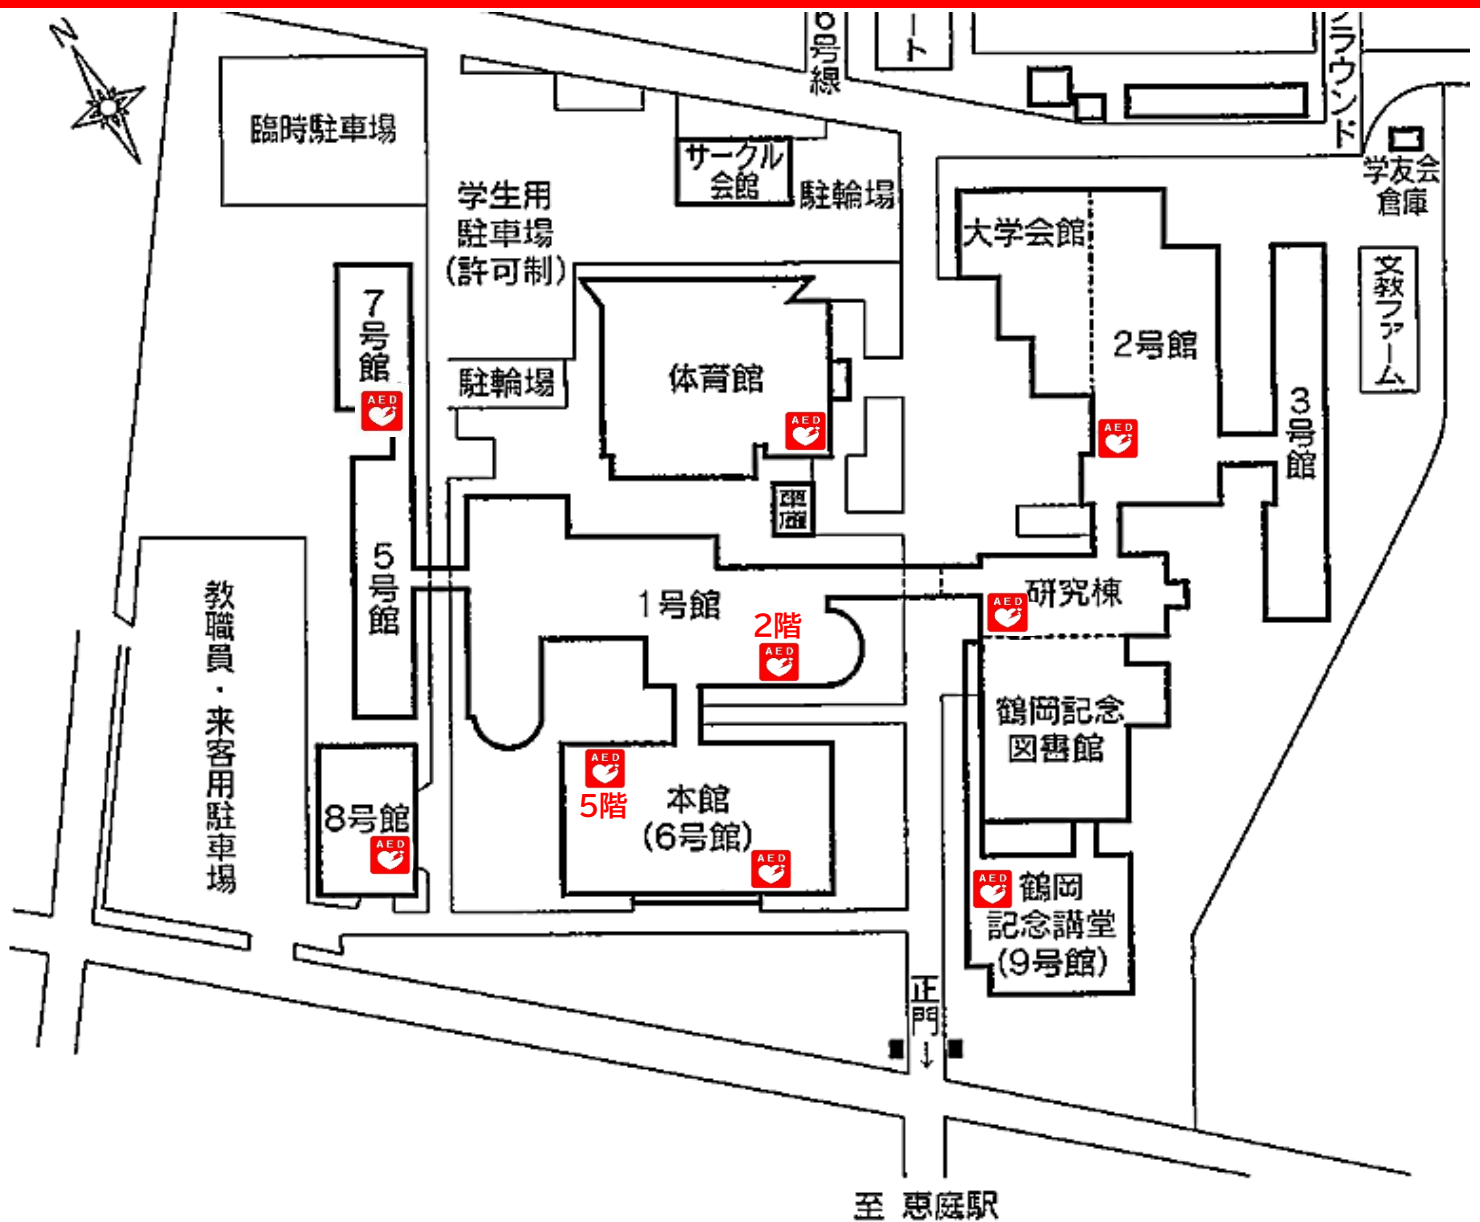 N
6号線
ート
グラウンド
臨時駐車場
サークル
会館
駐輪場
学友会
倉庫
学生用
駐車場
(許可制)
大学会館
文教ファーム
7号館
AED
駐輪場
体育館
AED
2号館
AED
3号館
車庫
5号館
1号館
2階
AED
研究棟
AED
教職員・来客用駐車場
鶴岡記念
図書館
AED
5階
本館
(6号館)
AED
8号館
AED
AED
鶴岡
記念講堂
(9号館)
正門
↓
至 恵庭駅